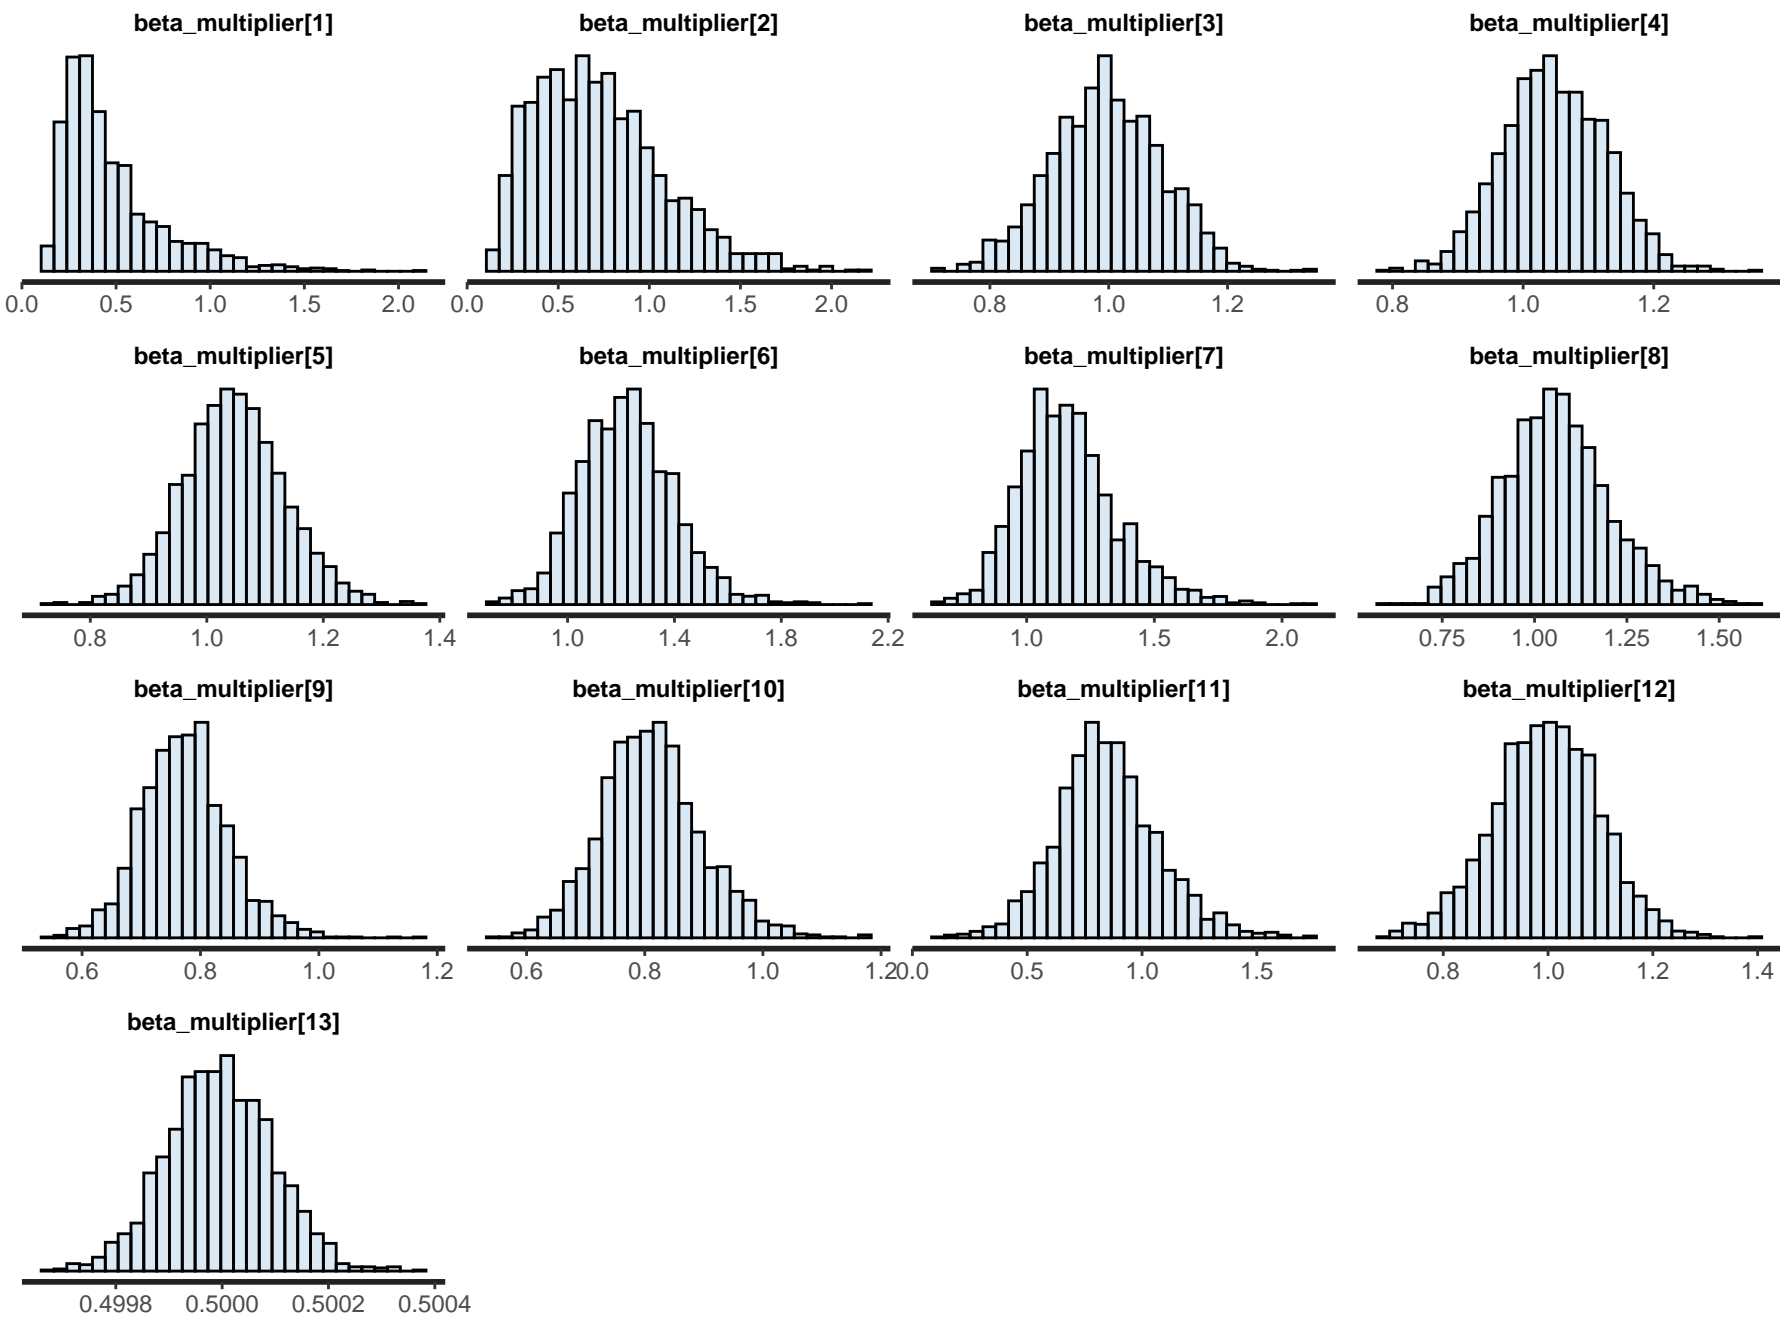 beta_multiplier[1] beta_multiplier[2] beta_multiplier[3] beta_multiplier[4]
0.0 0.5 1.0 1.5 2.0 0.0 0.5 1.0 1.5 2.0 0.8 1.0 1.2 0.8 1.0 1.2
beta_multiplier[5] beta_multiplier[6] beta_multiplier[7] beta_multiplier[8]
0.8 1.0 1.2 1.4 1.0 1.4 1.8 2.2 1.0 1.5 2.0 0.75 1.00 1.25 1.50
beta_multiplier[9] beta_multiplier[10] beta_multiplier[11] beta_multiplier[12]
0.6 0.8 1.0 1.2 0.6 0.8 1.0 1.2 0.0 0.5 1.0 1.5 0.8 1.0 1.2 1.4
beta_multiplier[13]
0.4998 0.5000 0.5002 0.5004